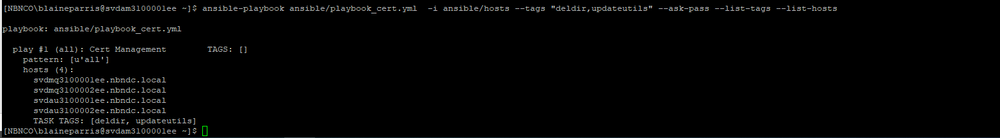 [NBNCO\blaineparris@svdam3100001ee ~]$ ansible-playbook ansible/playbook_cert.yml  -i ansible/hosts --tags "deldir,updateutils" --ask-pass --list-tags --list-hosts
playbook: ansible/playbook_cert.yml
  play #1 (all): Cert Management        TAGS: []
    pattern: [u'all']
    hosts (4):
      svdmq3100001ee.nbndc.local
      svdmq3100002ee.nbndc.local
      svdau3100001ee.nbndc.local
      svdau3100002ee.nbndc.local
      TASK TAGS: [deldir, updateutils]
[NBNCO\blaineparris@svdam3100001ee ~]$